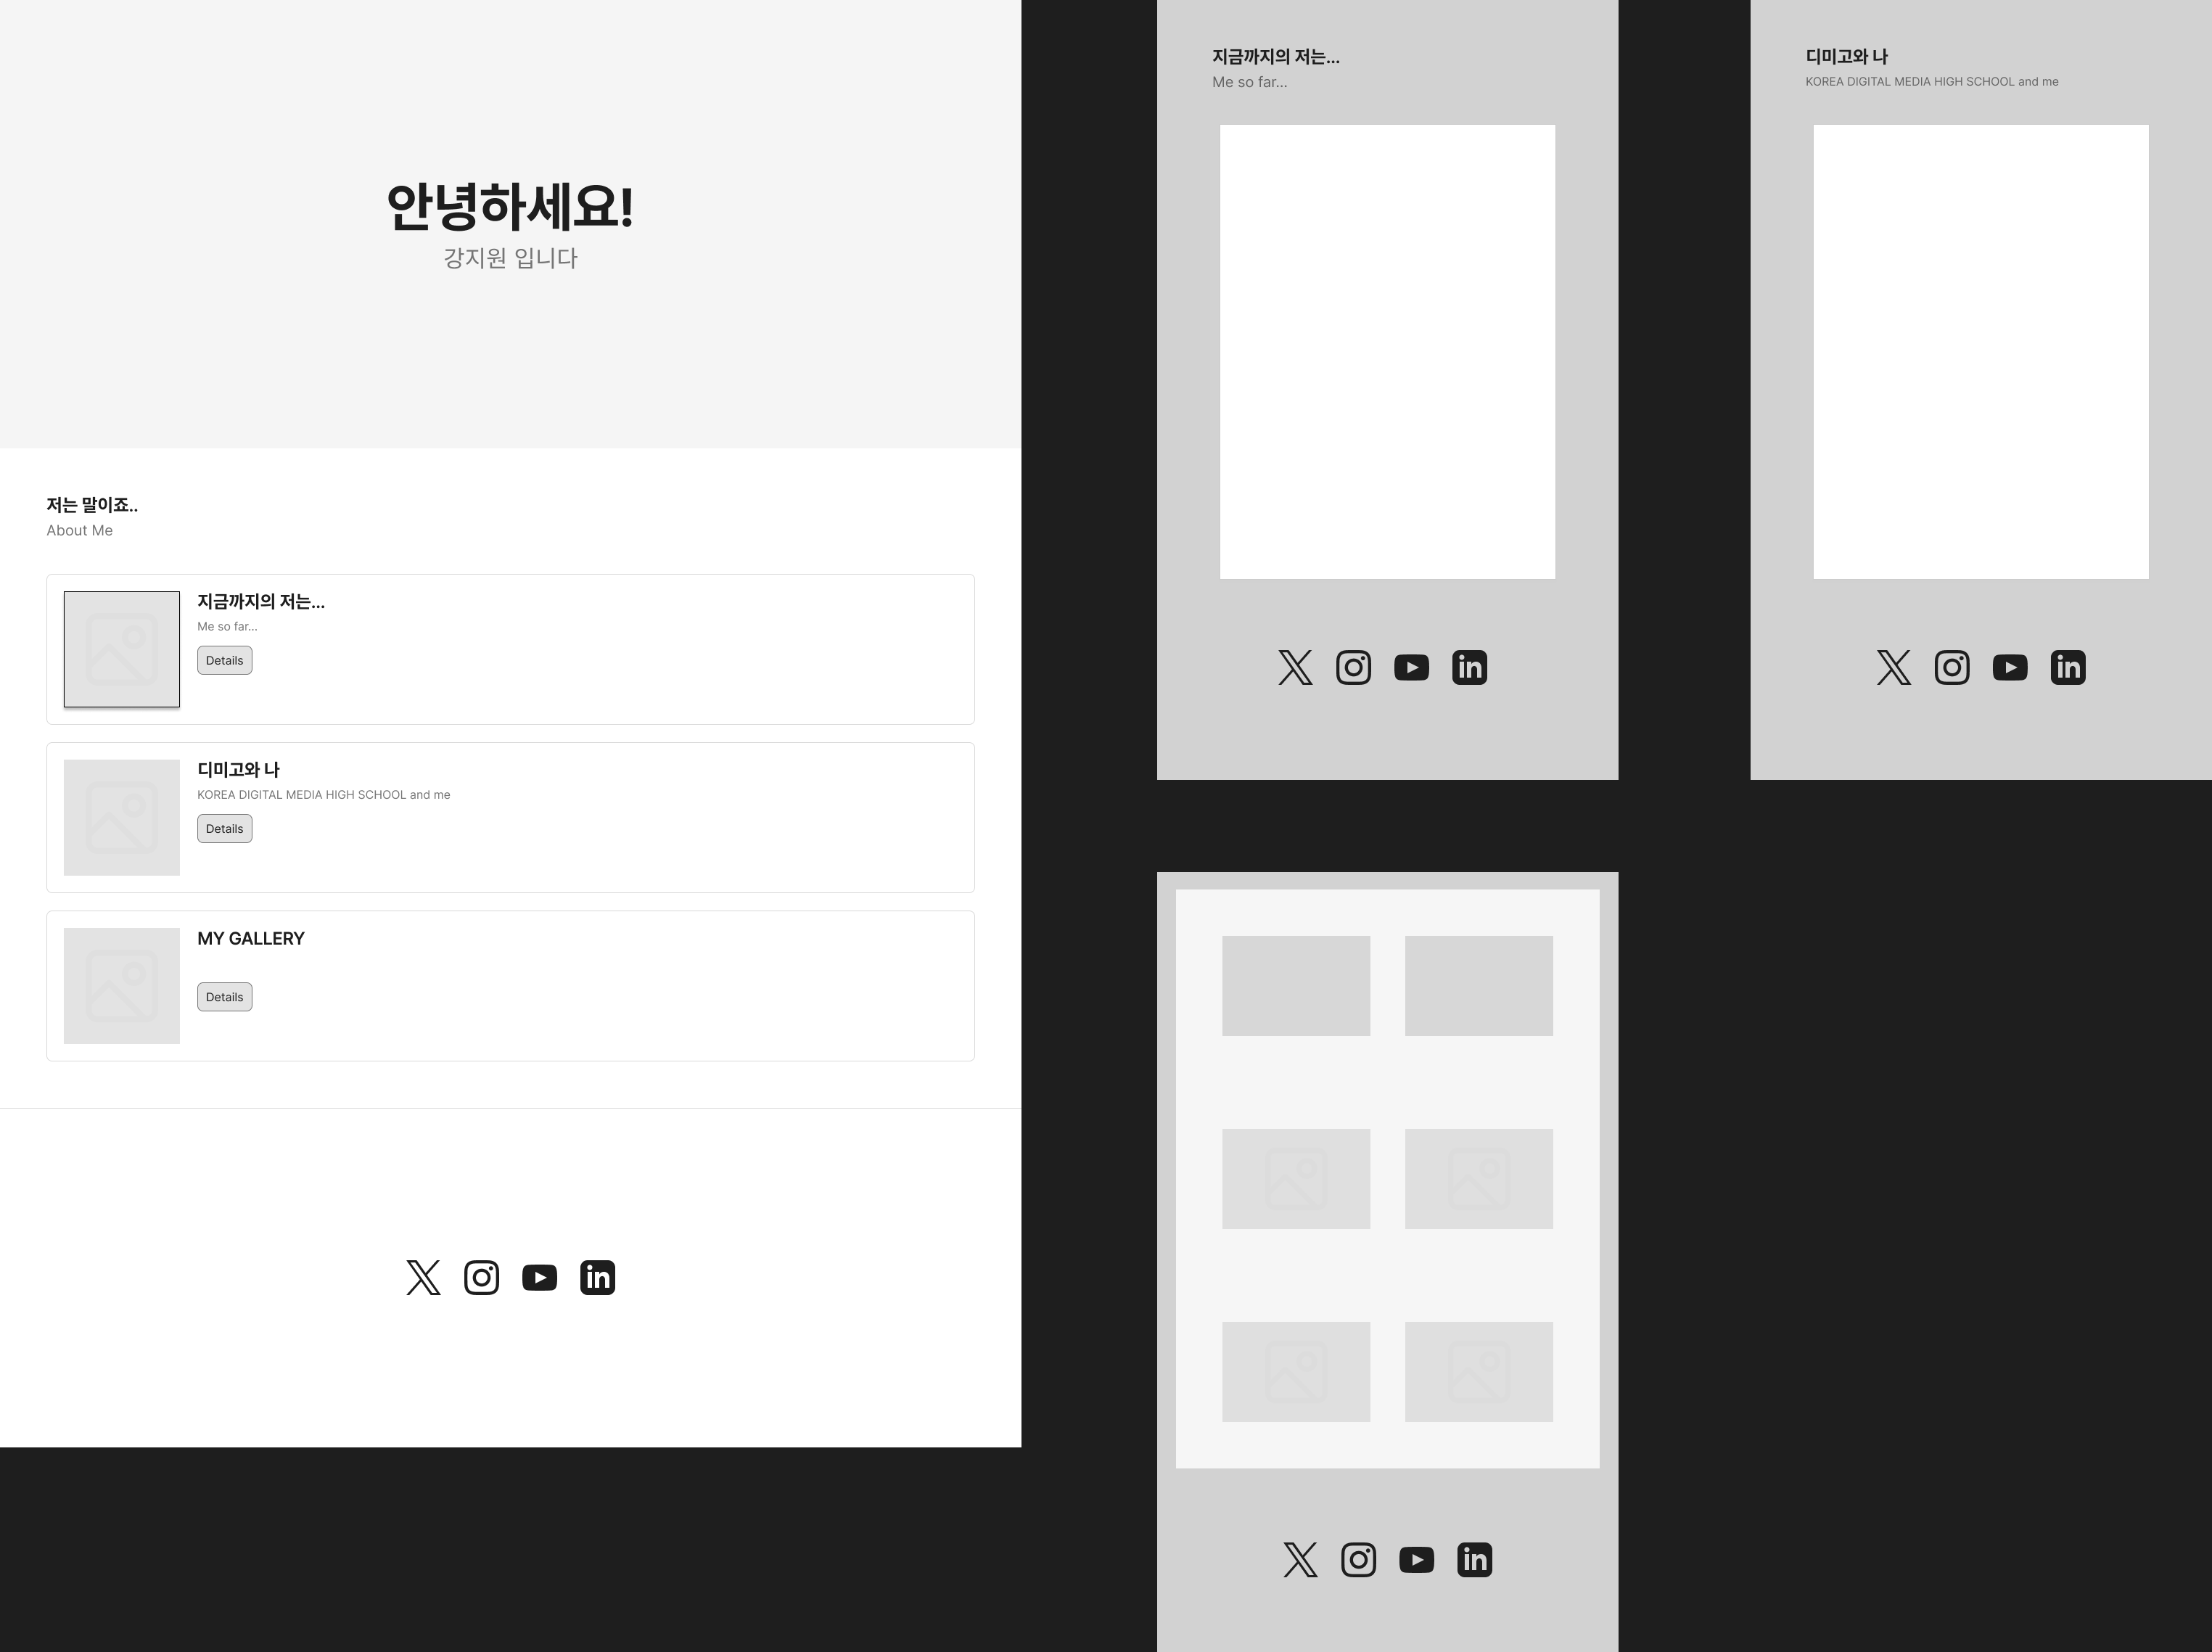 안녕하세요!
강지원 입니다
저는 말이죠..
About Me
지금까지의 저는...
Me so far...
Details
디미고와 나
KOREA DIGITAL MEDIA HIGH SCHOOL and me
Details
MY GALLERY
Details
지금까지의 저는...
Me so far...
디미고와 나
KOREA DIGITAL MEDIA HIGH SCHOOL and me